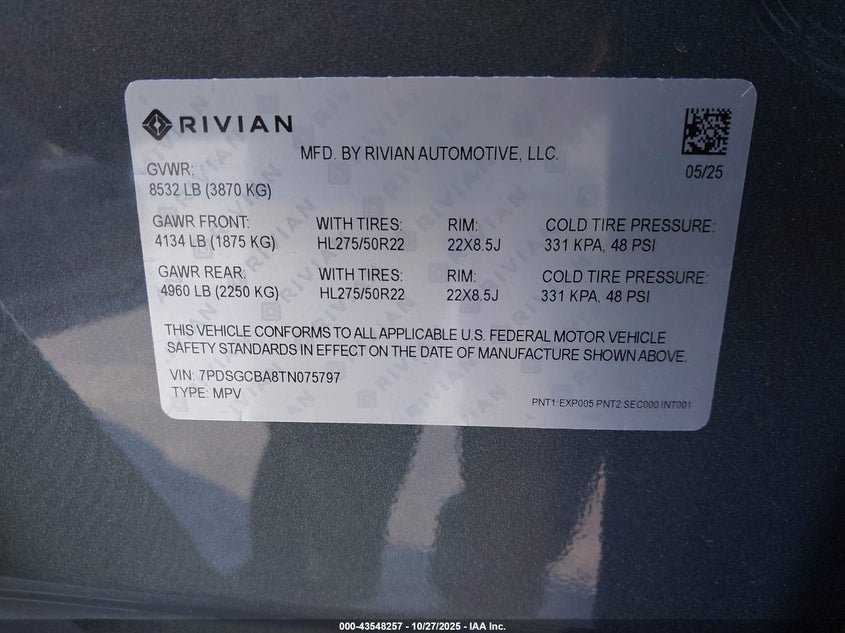 RIVIAN
MFD. BY RIVIAN AUTOMOTIVE, LLC.
05/25
GVWR:
8532 LB (3870 KG)
GAWR FRONT: WITH TIRES: RIM: COLD TIRE PRESSURE:
4134 LB (1875 KG) HL275/50R22 22X8.5J 331 KPA, 48 PSI
GAWR REAR: WITH TIRES: RIM: COLD TIRE PRESSURE:
4960 LB (2250 KG) HL275/50R22 22X8.5J 331 KPA, 48 PSI
THIS VEHICLE CONFORMS TO ALL APPLICABLE U.S. FEDERAL MOTOR VEHICLE
SAFETY STANDARDS IN EFFECT ON THE DATE OF MANUFACTURE SHOWN ABOVE.
VIN: 7PDSGCBA8TN075797
TYPE: MPV
PNT1:EXP005 PNT2:SEC000 INT001
000-43548257 - 10/27/2025 - IAA Inc.